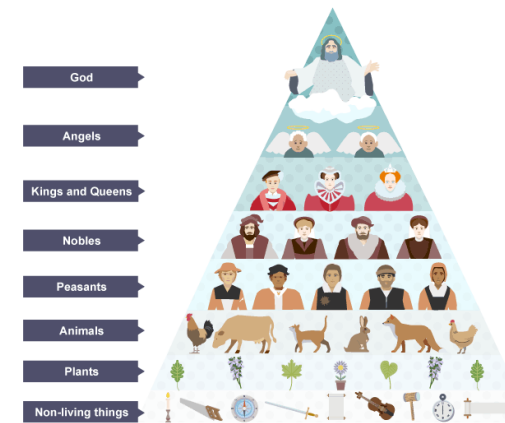 God
Angels
Kings and Queens
Nobles
Peasants
Animals
Plants
Non-living things